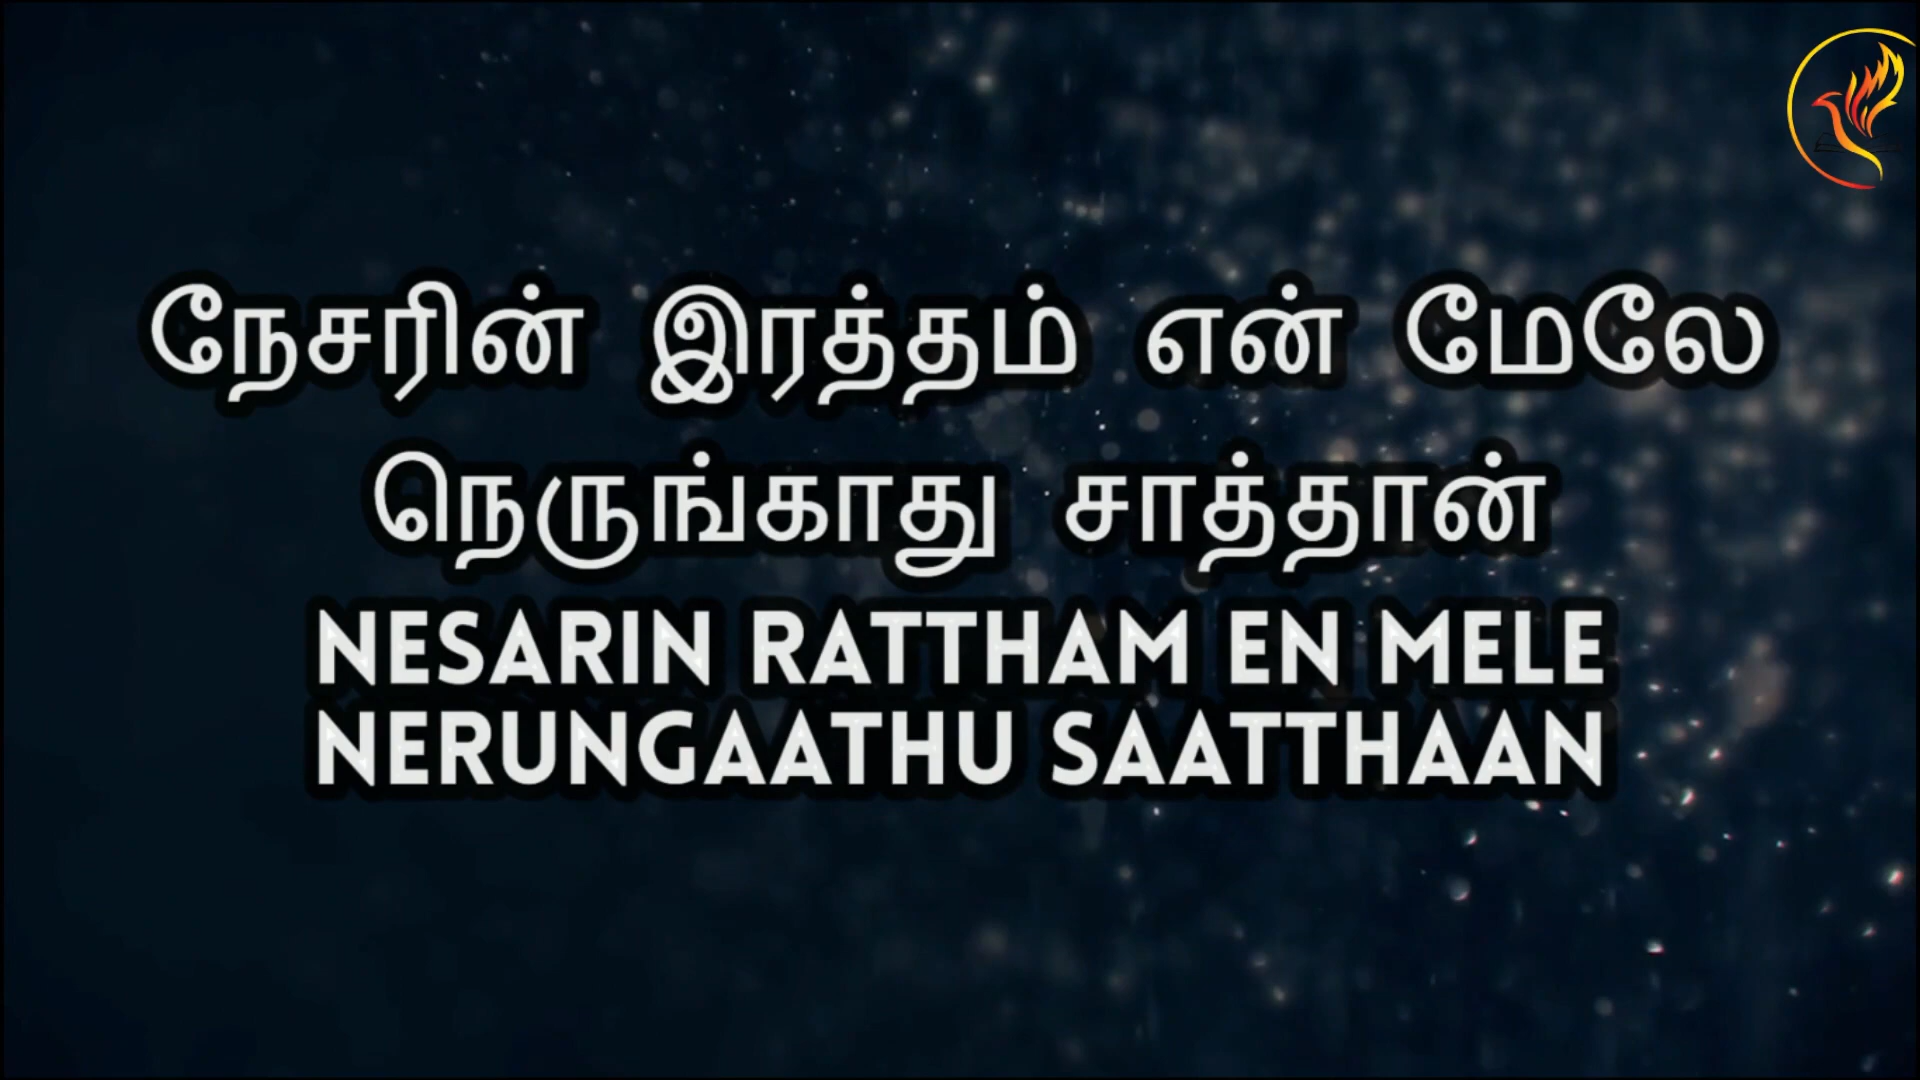 நேசரின் இரத்தம் என் மேலே
நெருங்காது சாத்தான்
NESARIN RATTHAM EN MELE
NERUNGAATHU SAATTHAAN